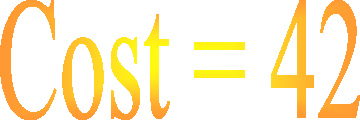 Cost = 42